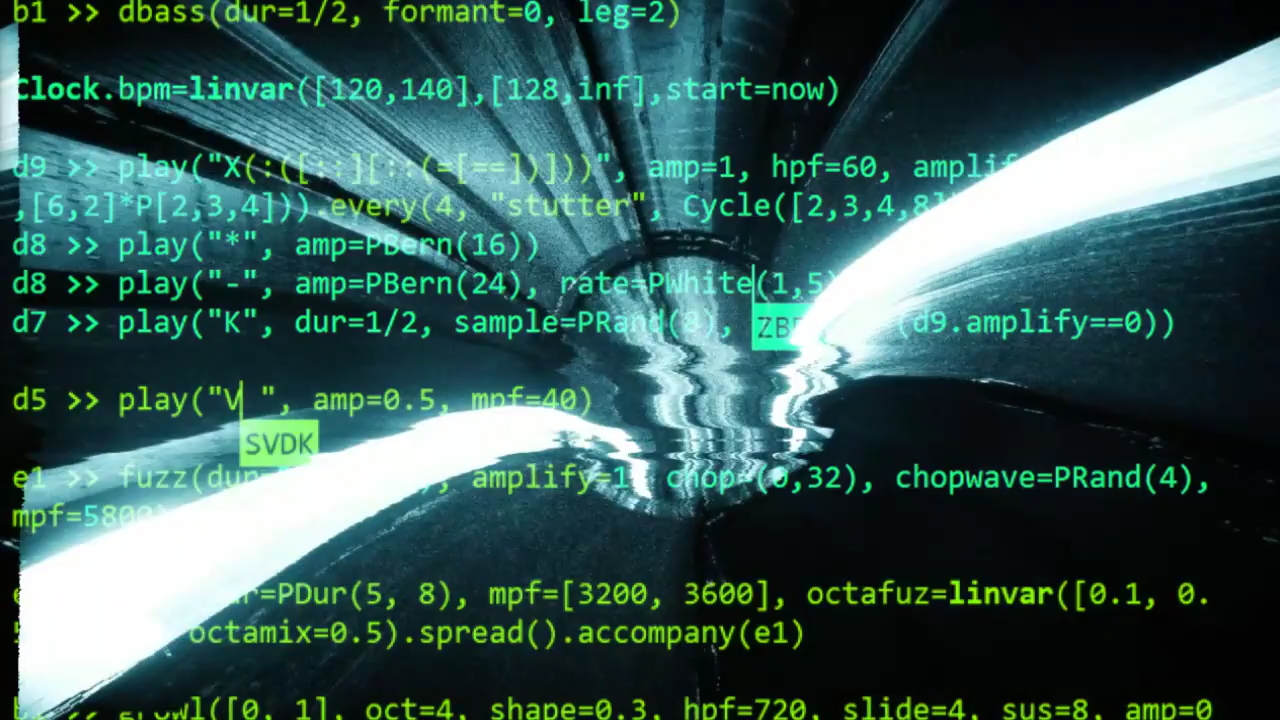 b1 >> dbass(dur=1/2, formant=0, leg=2)
Clock.bpm=linvar([120,140],[128,inf],start=now)
d9 >> play("X(:([::][::(=[==])]))", amp=1, hpf=60,
,[6,2]*P[2,3,4])).every(4, "stutter", Cycle([2,3,4,8]
d8 >> play("*", amp=PBern(16))
d8 >> play("-", amp=PBern(24), rate=PWhite(1,5)
d7 >> play("K", dur=1/2, sample=PRand(8), (d9.amplify==0))
d5 >> play("V ", amp=0.5, mpf=40)
SVDK
e1 >> fuzz(dur= amplify=1, chop=(0,32), chopwave=PRand(4),
mpf=5800)
=PDur(5, 8), mpf=[3200, 3600], octafuz=linvar([0.1, 0.
octamix=0.5).spread().accompany(e1)
>> growl([0, 1], oct=4, shape=0.3, hpf=720, slide=4, sus=8, amp=0